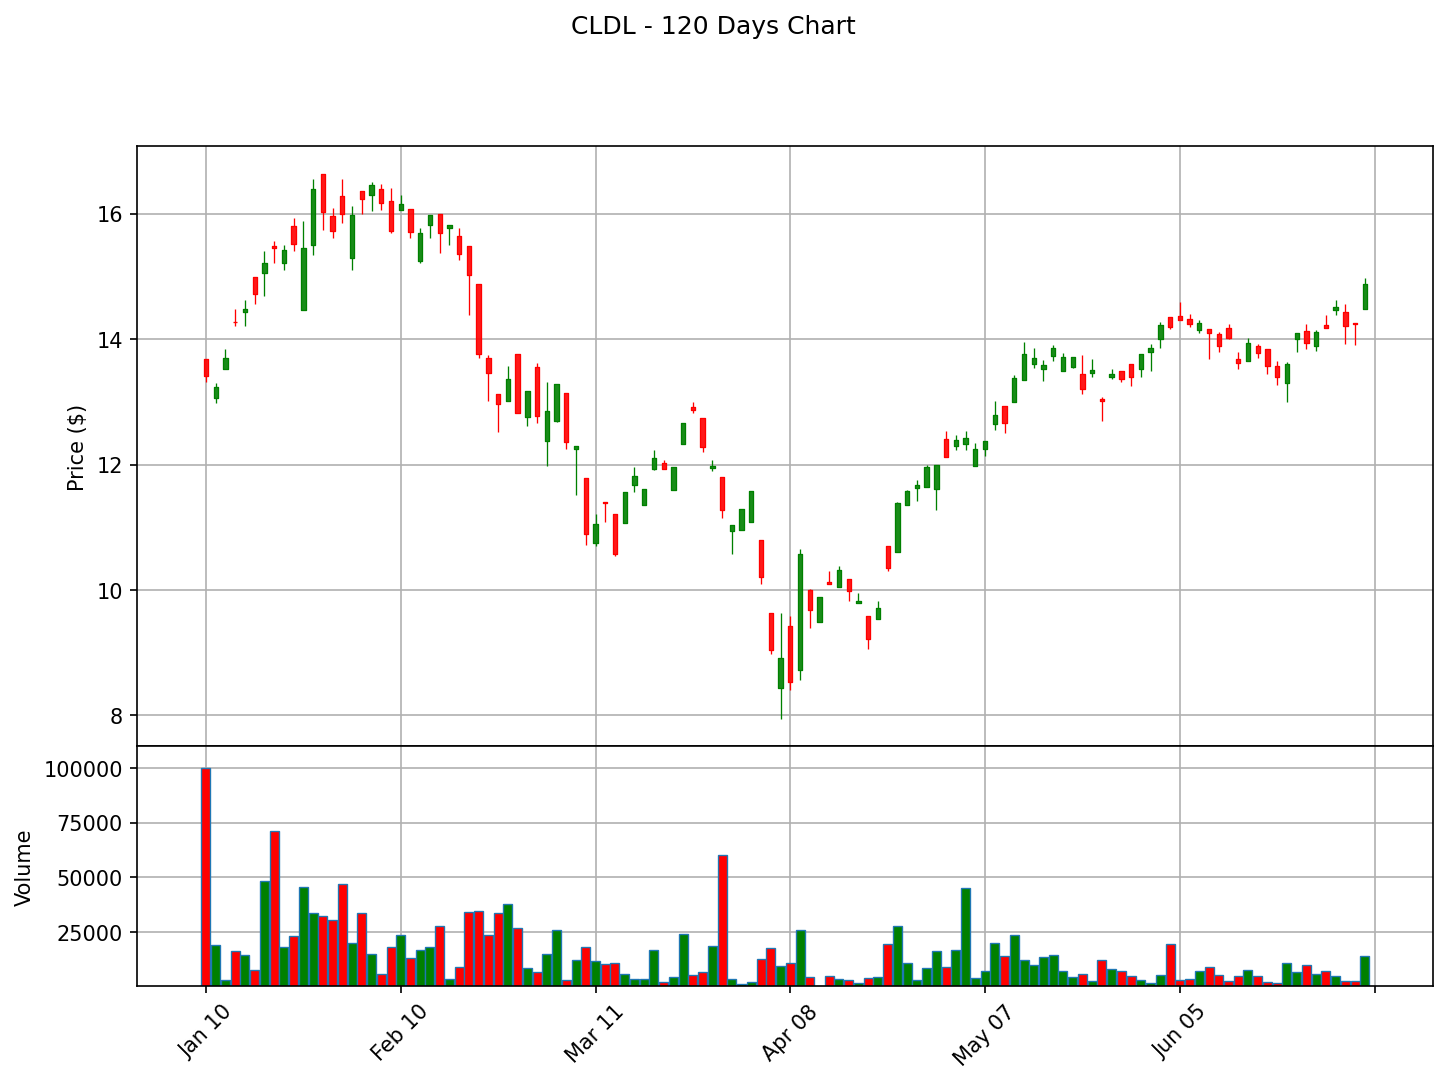 CLDL - 120 Days Chart
Price ($)
16
14
12
10
8
Volume
100000
75000
50000
25000
Jan 10
Feb 10
Mar 11
Apr 08
May 07
Jun 05